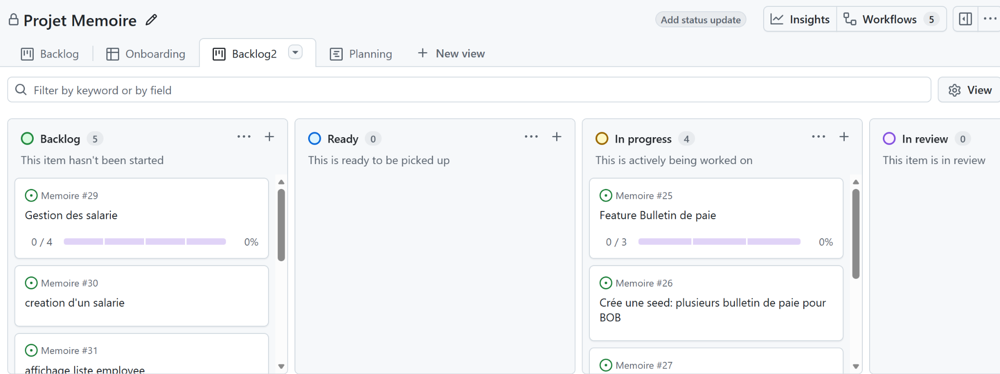 Projet Memoire
Add status update
Insights
Workflows 5
Backlog
Onboarding
Backlog2
Planning
New view
Filter by keyword or by field
View
Backlog 5
This item hasn't been started
Memoire #29
Gestion des salarie
0 / 4 0%
Memoire #30
creation d'un salarie
Memoire #31
affichage liste employee
Ready 0
This is ready to be picked up
In progress 4
This is actively being worked on
Memoire #25
Feature Bulletin de paie
0 / 3 0%
Memoire #26
Crée une seed: plusieurs bulletin de paie pour
BOB
Memoire #27
In review 0
This item is in review